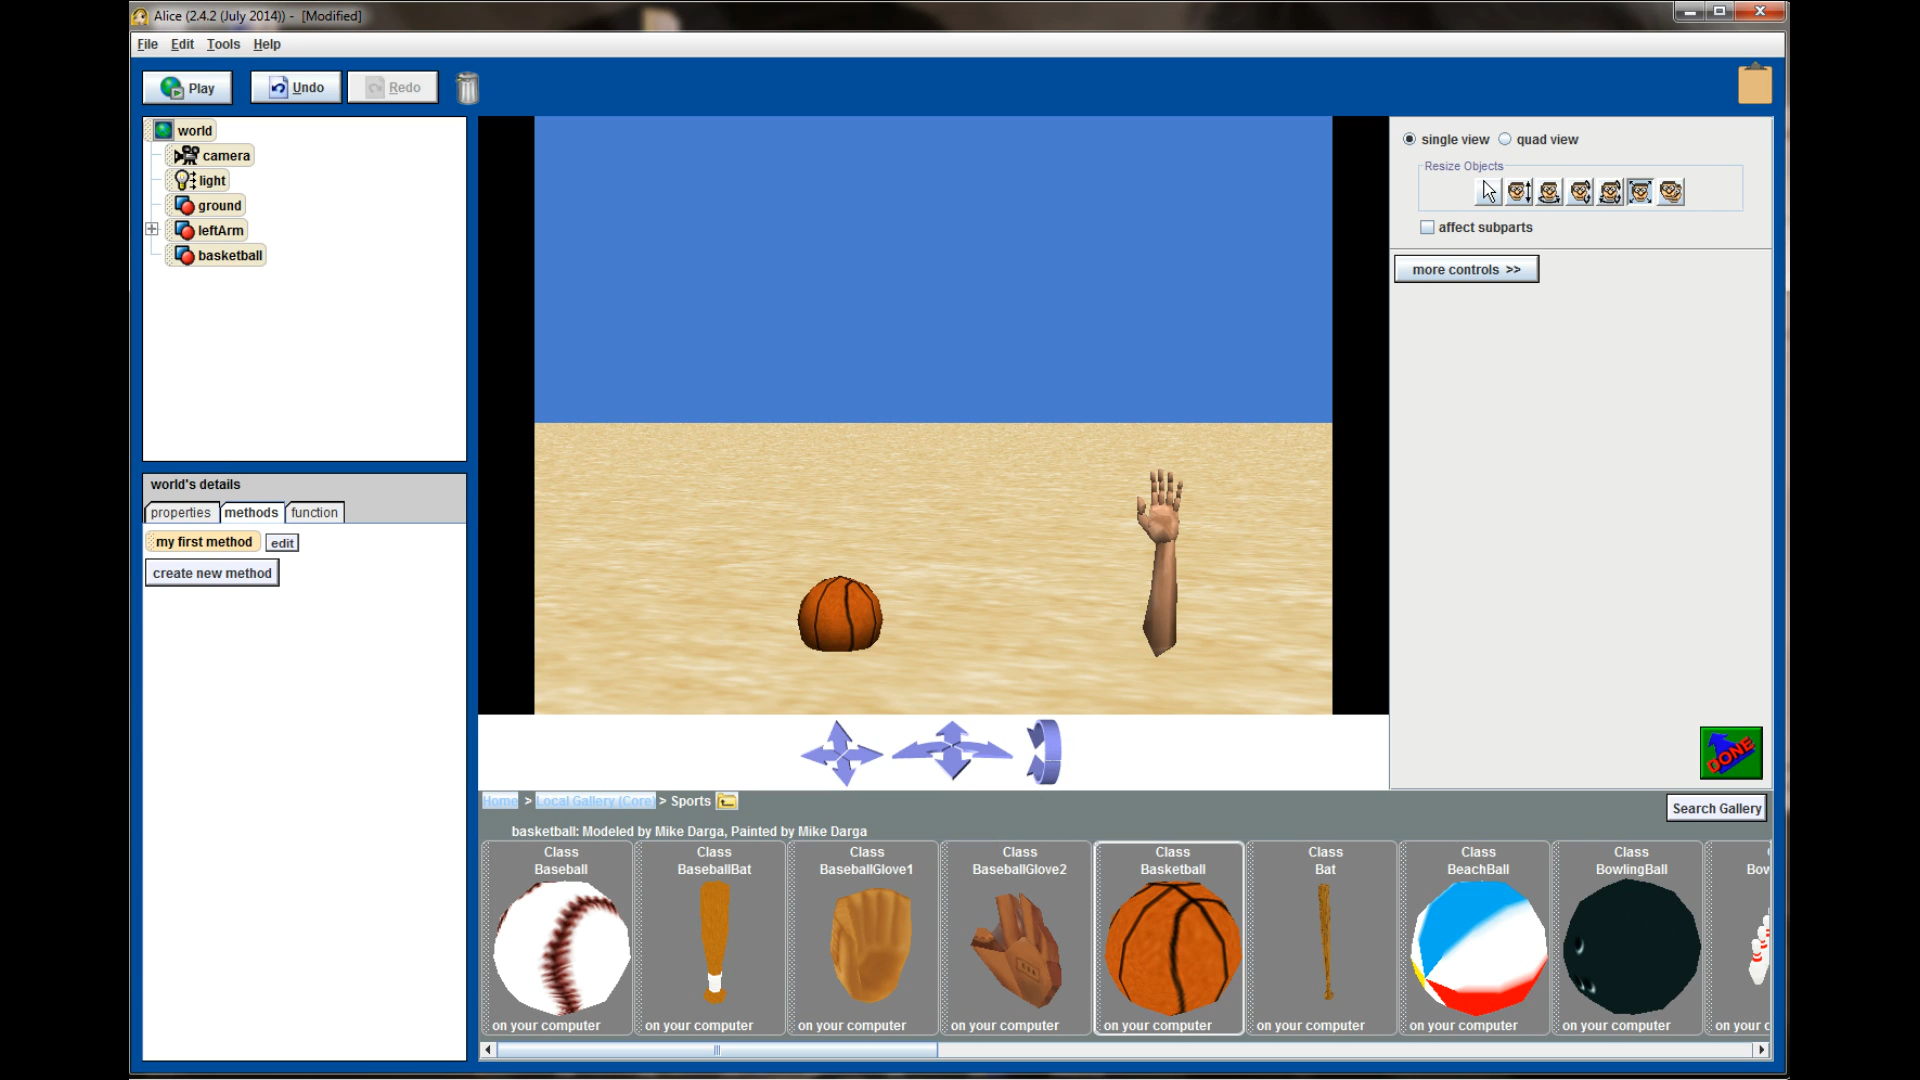 Alice (2.4.2 (July 2014)) - [Modified]
File Edit Tools Help
Play Undo Redo
world
camera
light
ground
leftArm
basketball
world's details
properties methods function
my first method edit
create new method
single view quad view
Resize Objects
affect subparts
more controls >>
DONE
Home > Local Gallery (Core) > Sports
Search Gallery
basketball: Modeled by Mike Darga, Painted by Mike Darga
Class Baseball on your computer
Class BaseballBat on your computer
Class BaseballGlove1 on your computer
Class BaseballGlove2 on your computer
Class Basketball on your computer
Class Bat on your computer
Class BeachBall on your computer
Class BowlingBall on your computer
on your